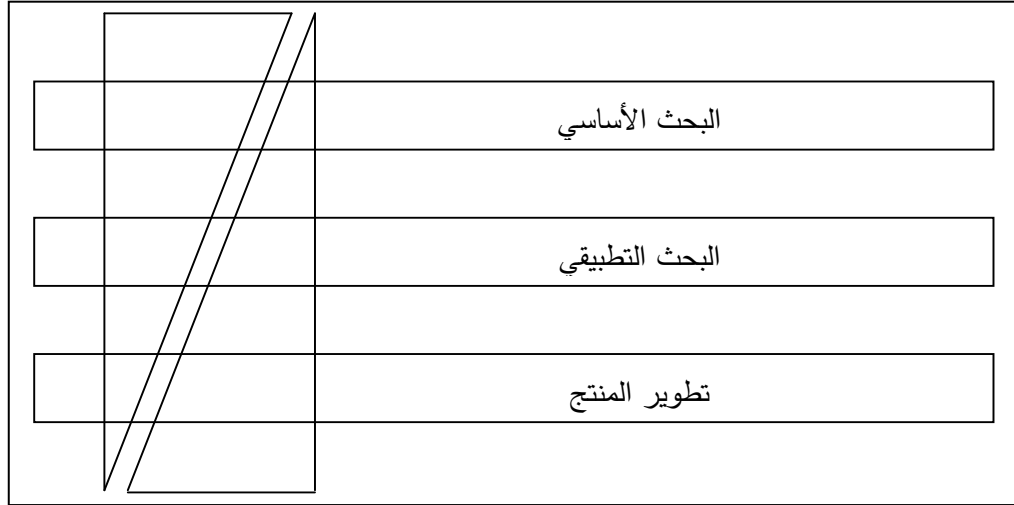 البحث الأساسي
البحث التطبيقي
تطوير المنتج